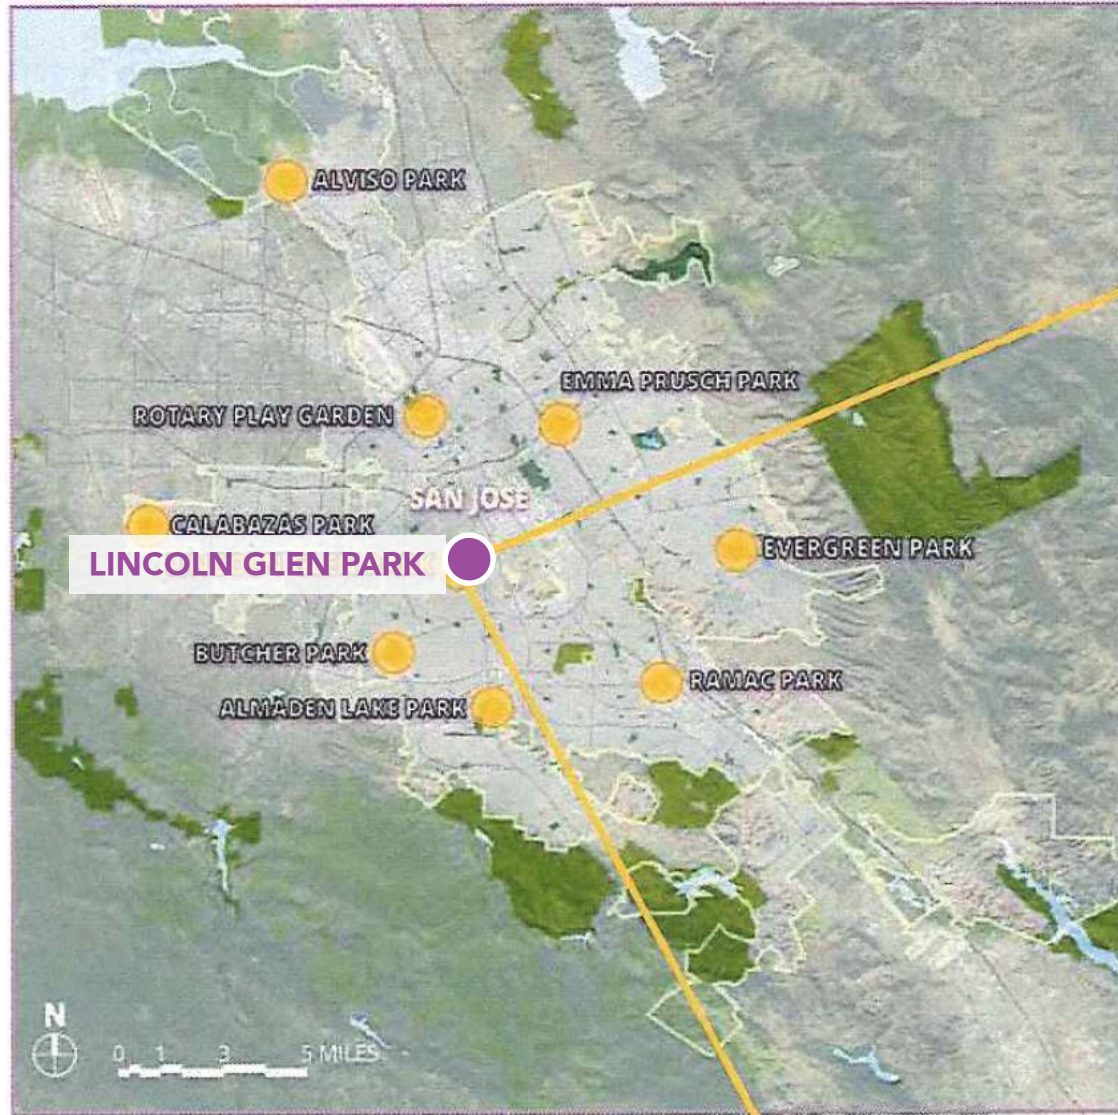 ALVISO PARK
EMMA PRUSCH PARK
ROTARY PLAY GARDEN
SAN JOSE
CALABAZAS PARK
EVERGREEN PARK
LINCOLN GLEN PARK
BUTCHER PARK
RAMAC PARK
ALMADEN LAKE PARK
N
0 1 3 5 MILES